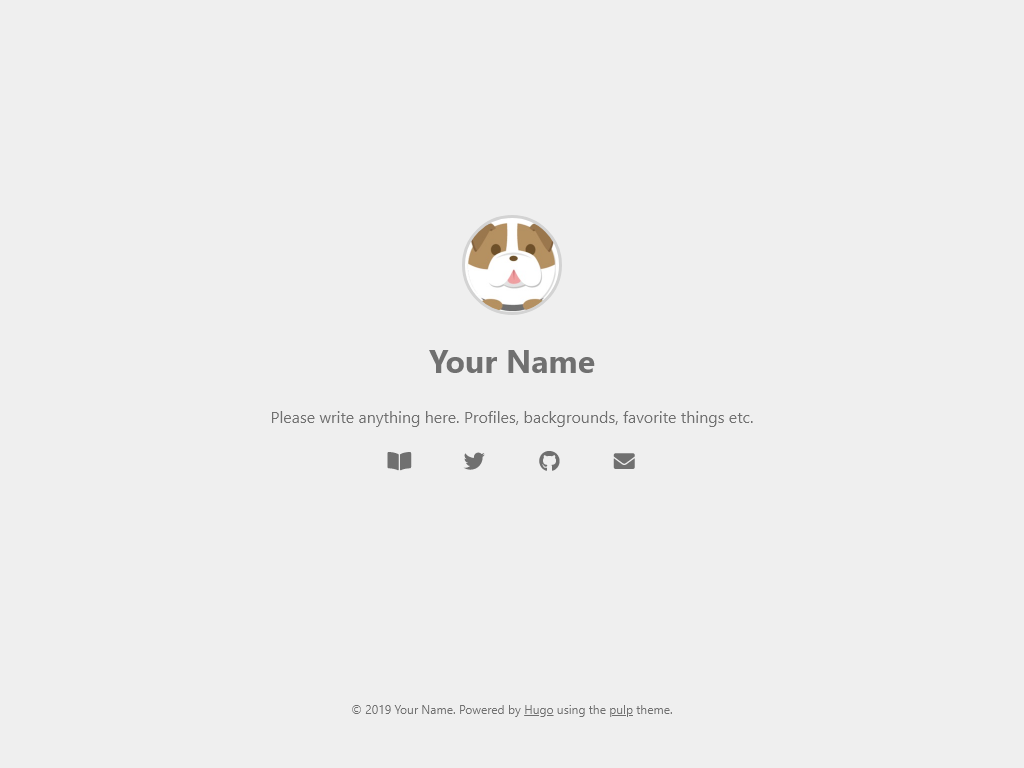 Your Name
Please write anything here. Profiles, backgrounds, favorite things etc.
© 2019 Your Name. Powered by Hugo using the pulp theme.